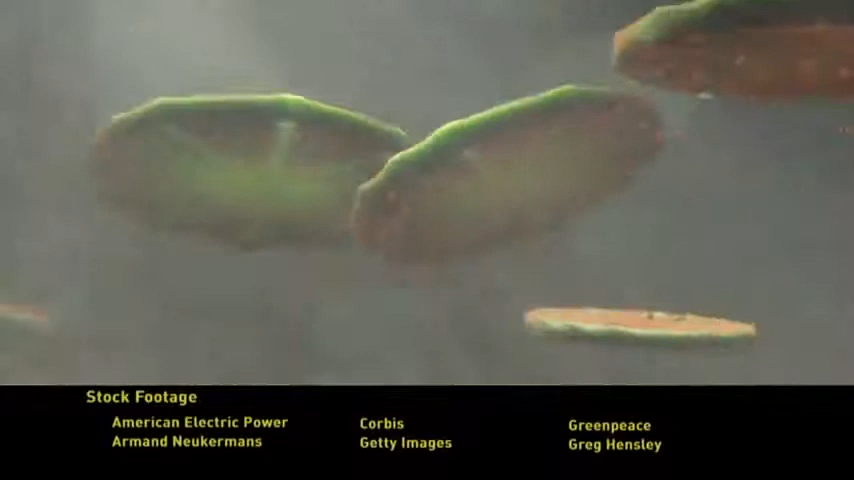 Stock Footage
American Electric Power
Armand Neukermans
Corbis
Getty Images
Greenpeace
Greg Hensley